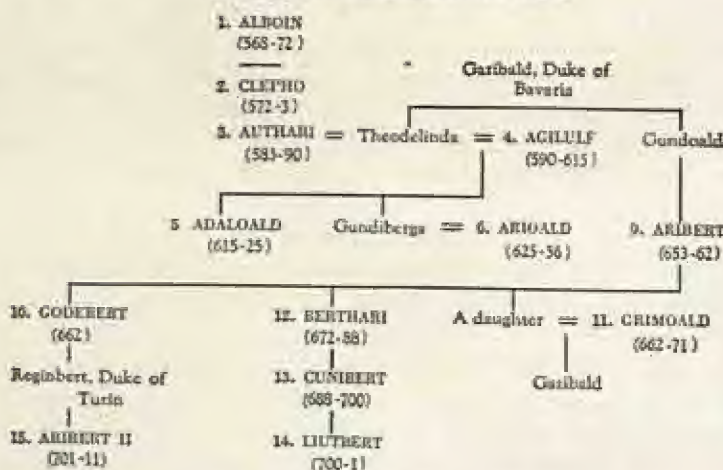 1. ALBOIN
(568-72)
2. CLEPHO
(572-3)
Garibald, Duke of
Bavaria
3. AUTHARI = Theodelinda = 4. AGILULF
Gundoald
(583-90)
(590-615)
5 ADALOALD
(615-25)
Gundiberga = 6. ARIOALD
(625-36)
9. ARIBERT
(653-62)
10. GODEBERT
(662)
12. BERTHARI
(672-88)
A daughter = 11. GRIMOALD
(662-71)
Reginbert, Duke of
Turin
13. CUNIBERT
(688-700)
Garibald
15. ARIBERT II
(701-11)
14. LIUTBERT
(700-1)